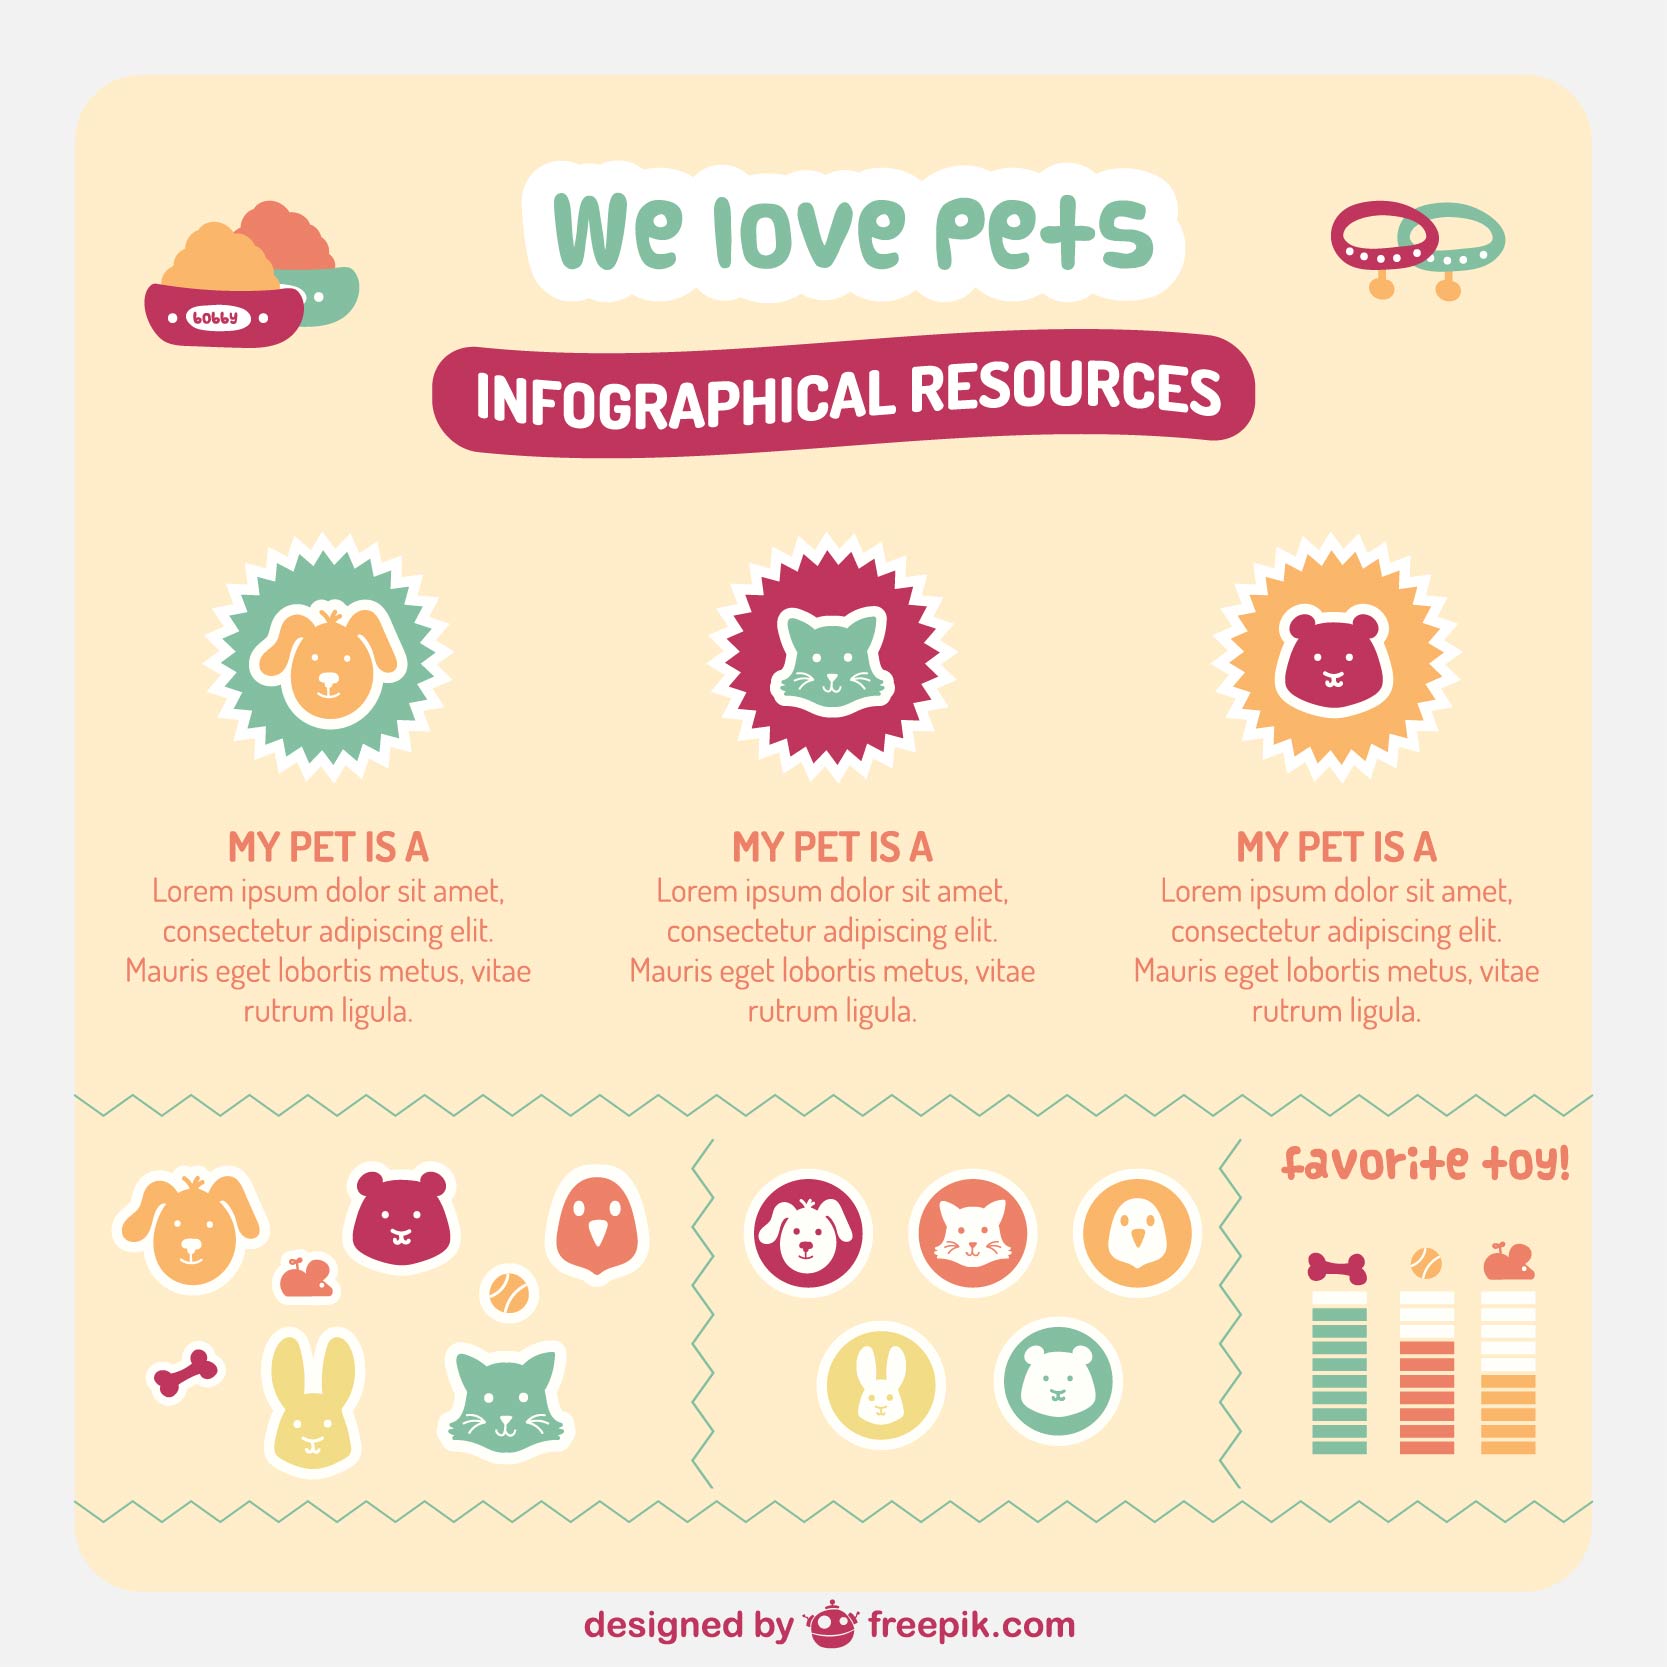 We love pets
bobby
INFOGRAPHICAL RESOURCES
MY PET IS A
Lorem ipsum dolor sit amet,
consectetur adipiscing elit.
Mauris eget lobortis metus, vitae
rutrum ligula.
MY PET IS A
Lorem ipsum dolor sit amet,
consectetur adipiscing elit.
Mauris eget lobortis metus, vitae
rutrum ligula.
MY PET IS A
Lorem ipsum dolor sit amet,
consectetur adipiscing elit.
Mauris eget lobortis metus, vitae
rutrum ligula.
favorite toy!
designed by freepik.com